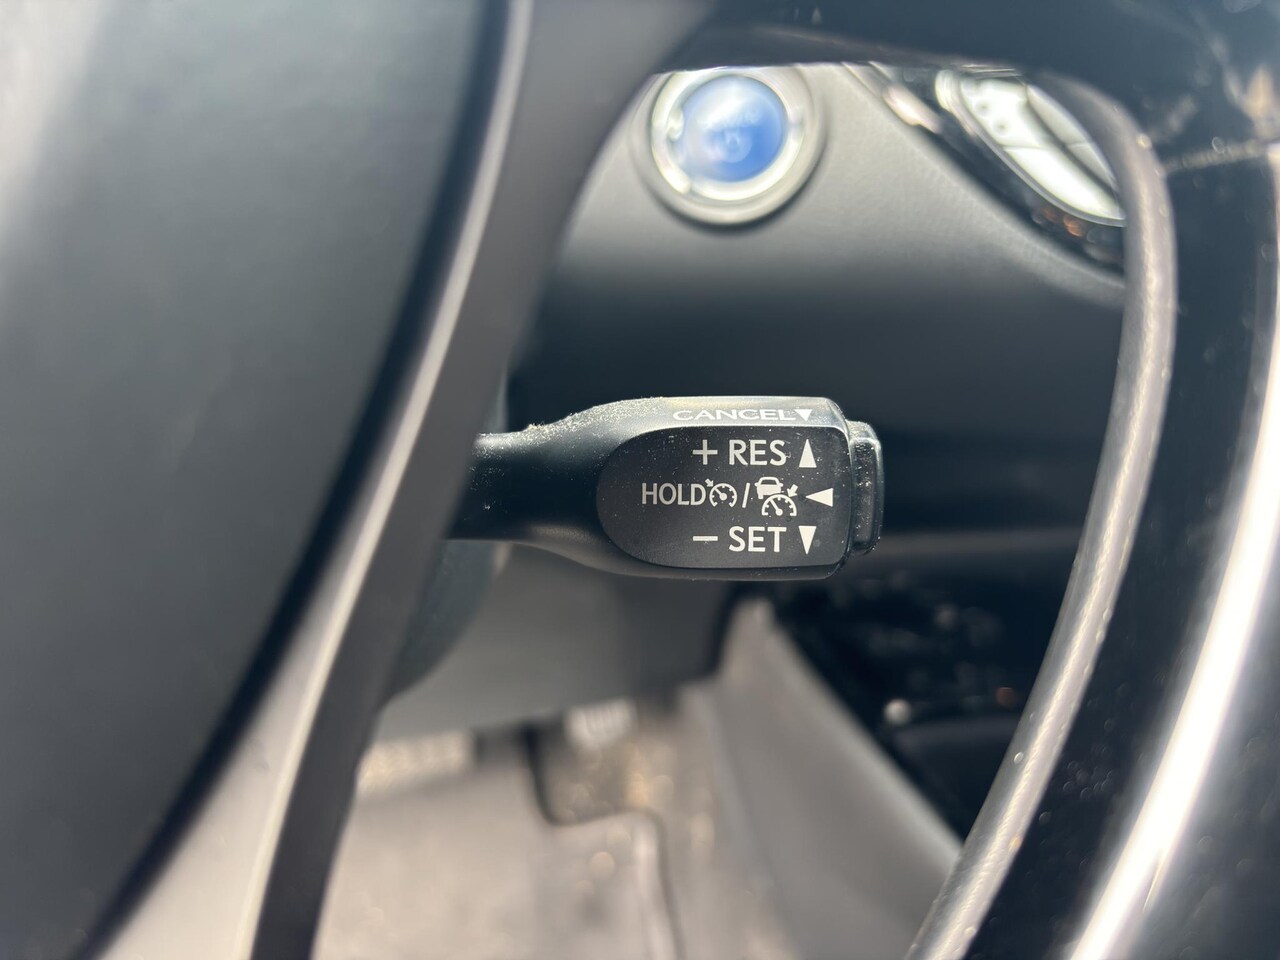 CANCEL▼
+ RES ▲
HOLD / ◀
− SET ▼